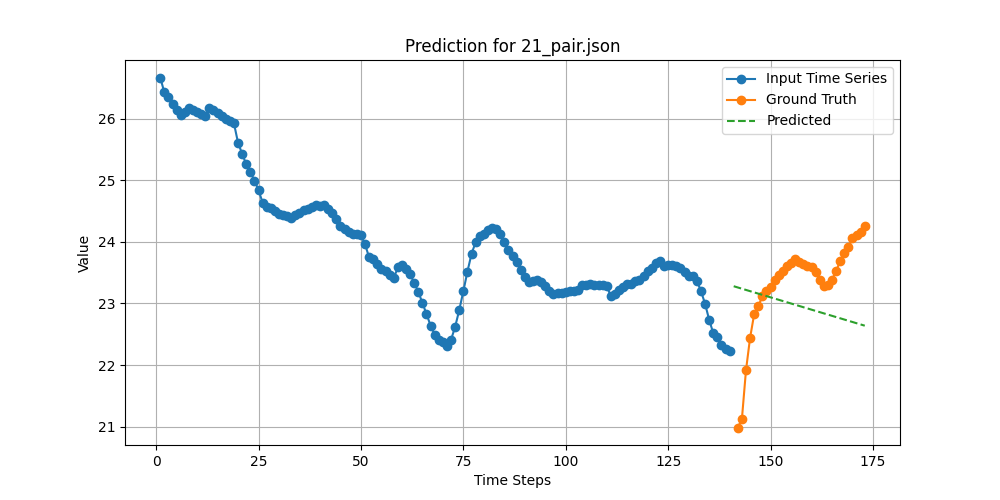 Prediction for 21_pair.json
Input Time Series
Ground Truth
Predicted
Value
26
25
24
23
22
21
0 25 50 75 100 125 150 175
Time Steps